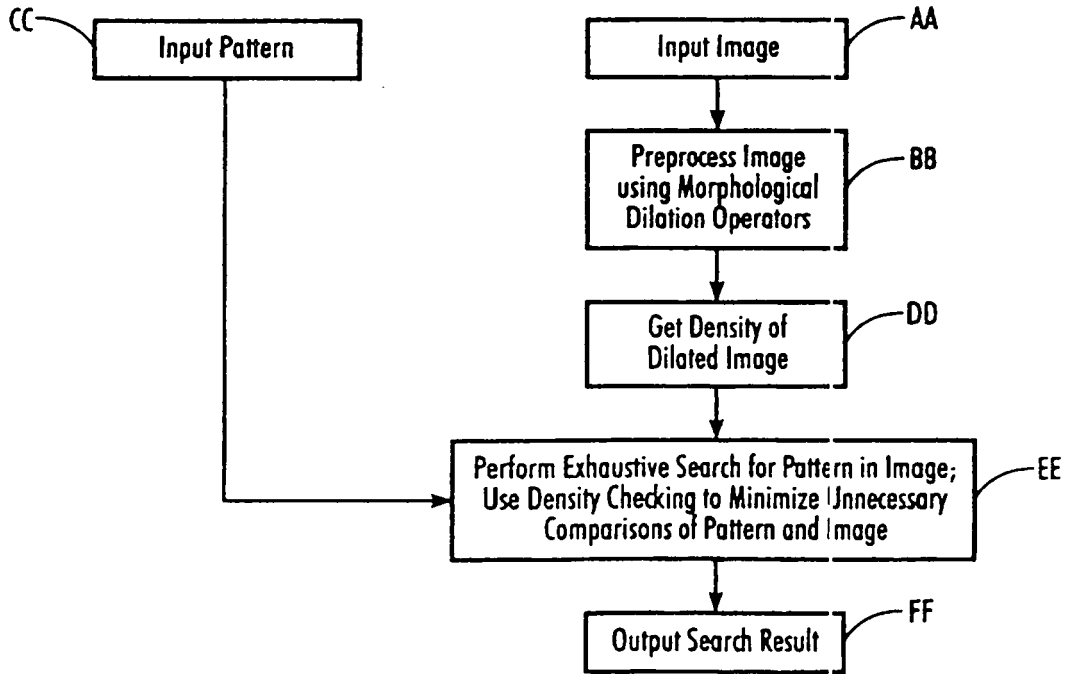 CC
Input Pattern
Input Image
AA
Preprocess Image
using Morphological
Dilation Operators
BB
Get Density of
Dilated Image
DD
Perform Exhaustive Search for Pattern in Image;
Use Density Checking to Minimize Unnecessary
Comparisons of Pattern and Image
EE
Output Search Result
FF